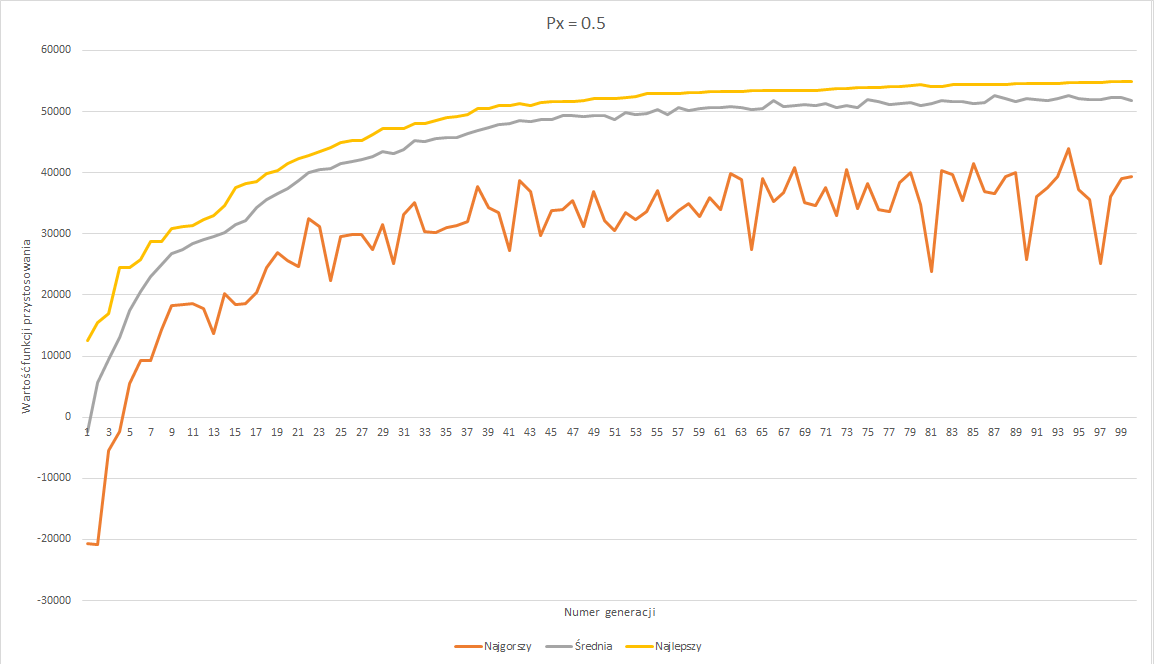 Px = 0.5
60000
50000
40000
30000
20000
10000
0
-10000
-20000
-30000
Wartość funkcji przystosowania
1 3 5 7 9 11 13 15 17 19 21 23 25 27 29 31 33 35 37 39 41 43 45 47 49 51 53 55 57 59 61 63 65 67 69 71 73 75 77 79 81 83 85 87 89 91 93 95 97 99
Numer generacji
Najgorszy Średnia Najlepszy